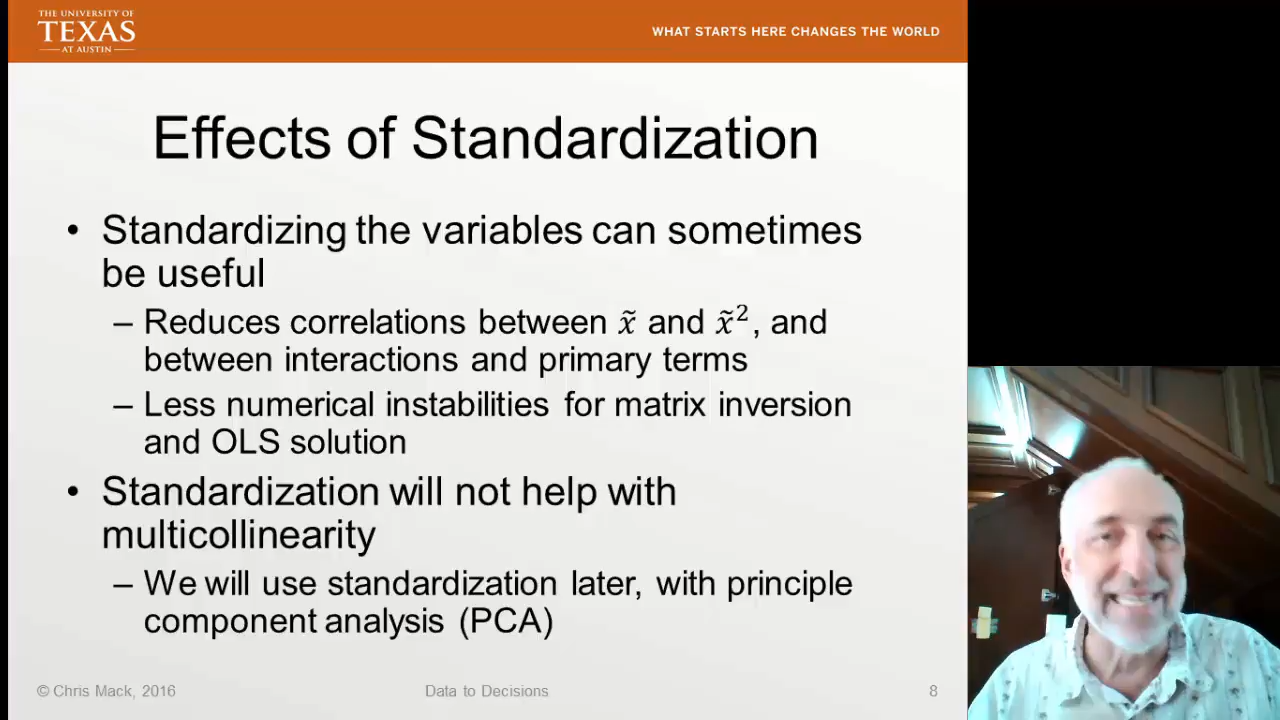 THE UNIVERSITY OF
TEXAS
AT AUSTIN
WHAT STARTS HERE CHANGES THE WORLD
Effects of Standardization
• Standardizing the variables can sometimes
be useful
– Reduces correlations between x̃ and x̃², and
between interactions and primary terms
– Less numerical instabilities for matrix inversion
and OLS solution
• Standardization will not help with
multicollinearity
– We will use standardization later, with principle
component analysis (PCA)
© Chris Mack, 2016
Data to Decisions
8